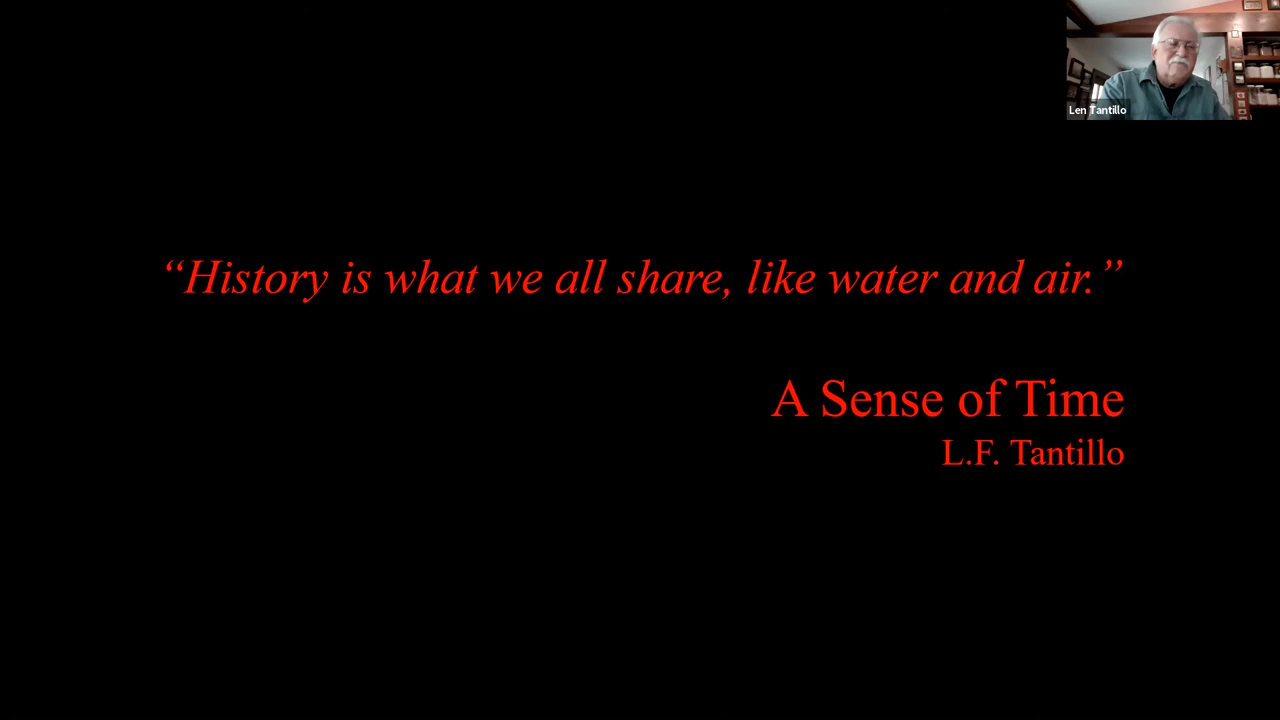 Len Tantillo
“History is what we all share, like water and air.”
A Sense of Time
L.F. Tantillo